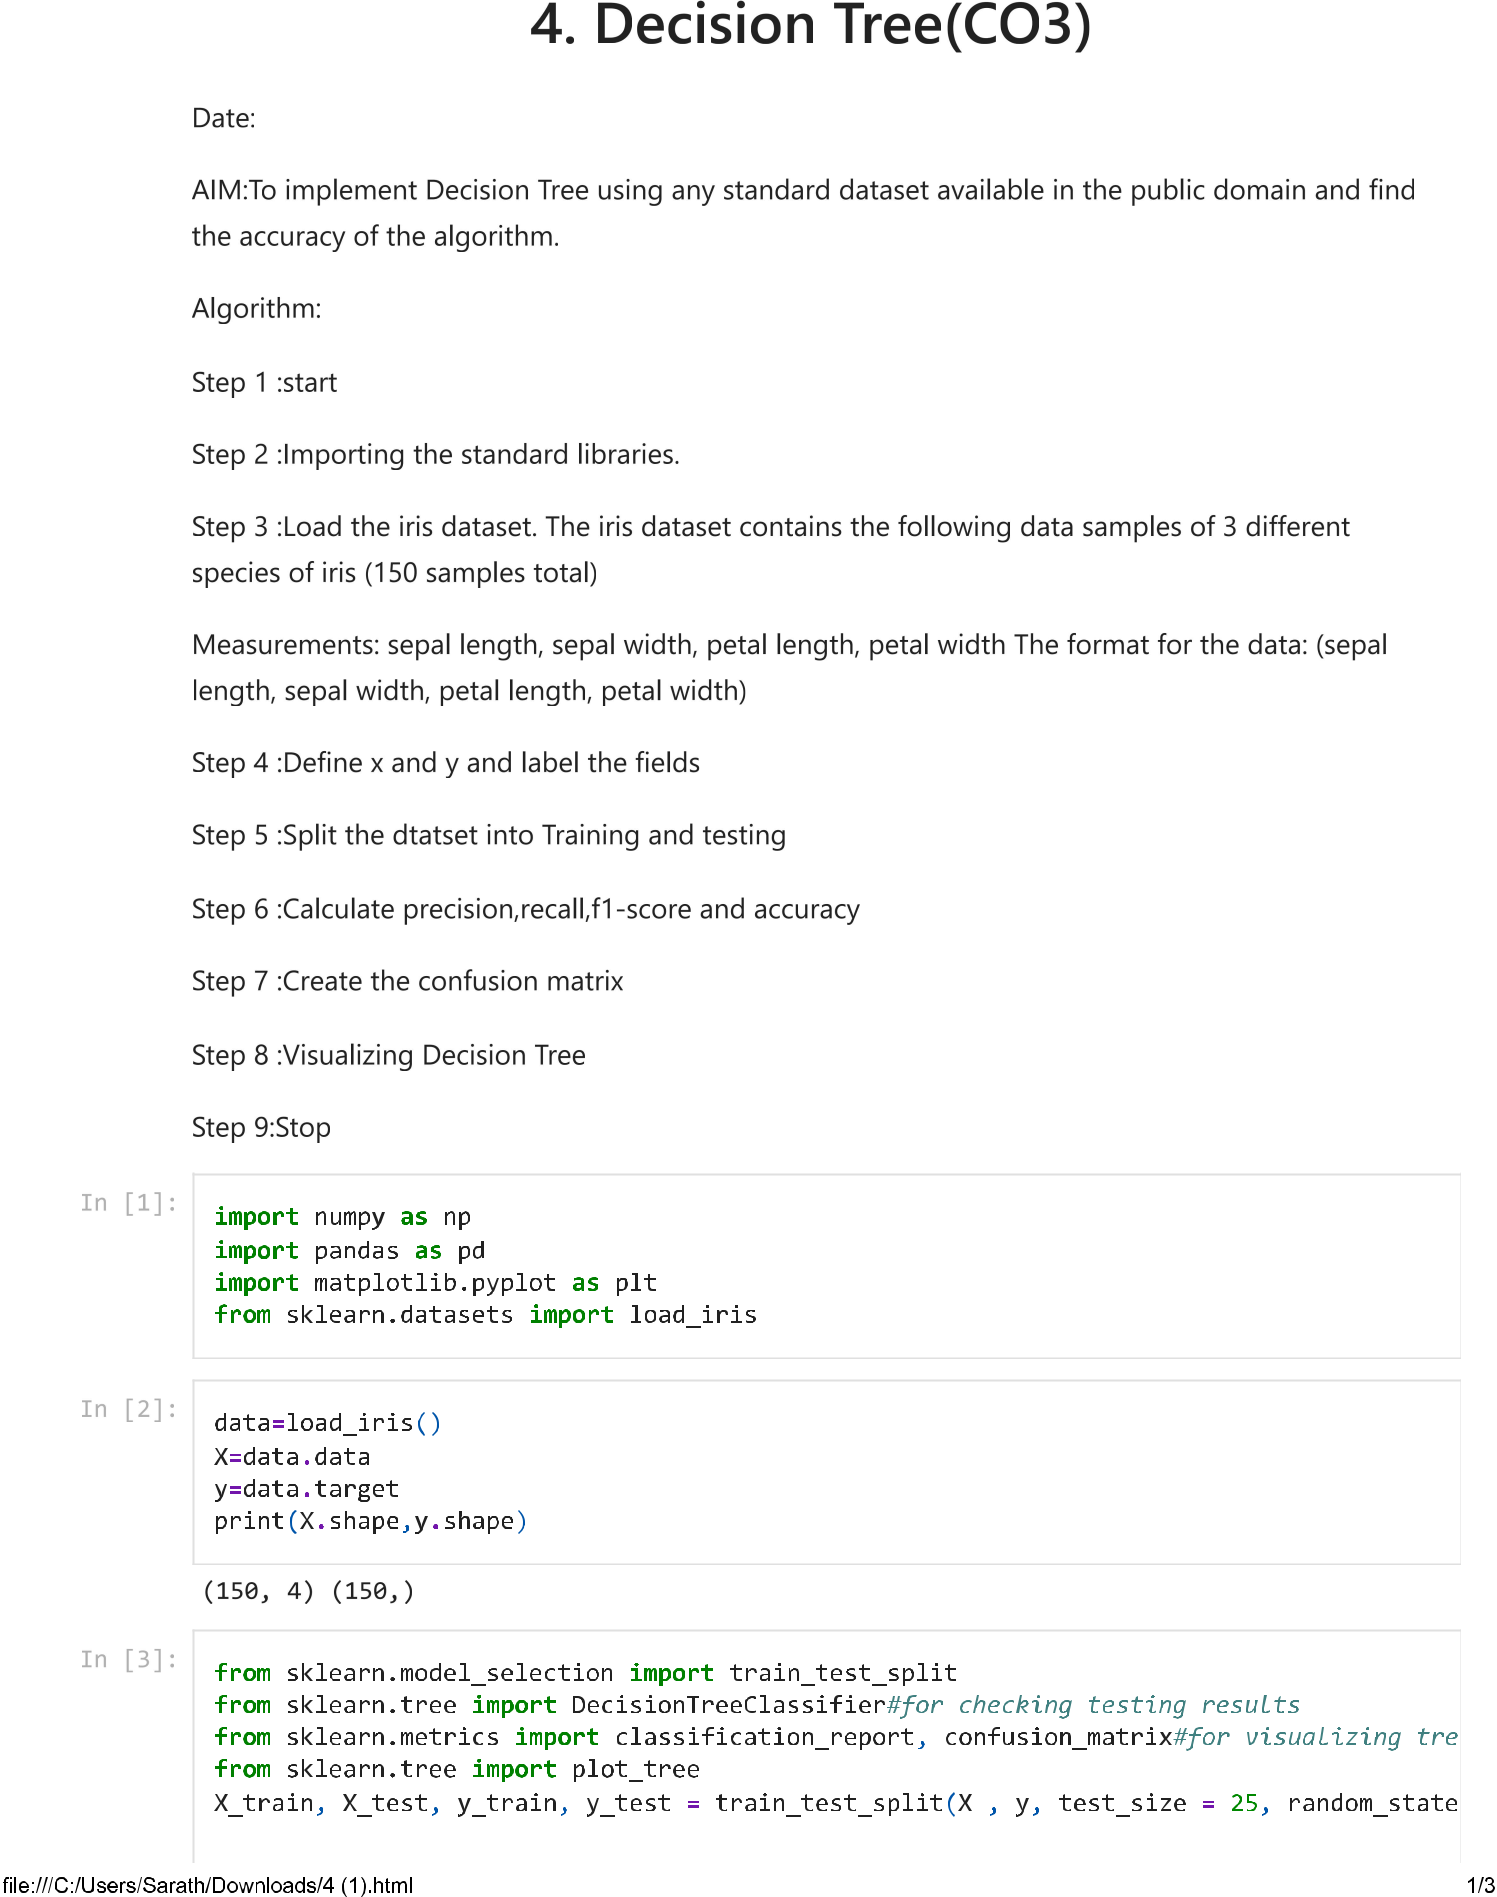 4. Decision Tree(CO3)
Date:
AIM:To implement Decision Tree using any standard dataset available in the public domain and find
the accuracy of the algorithm.
Algorithm:
Step 1 :start
Step 2 :Importing the standard libraries.
Step 3 :Load the iris dataset. The iris dataset contains the following data samples of 3 different
species of iris (150 samples total)
Measurements: sepal length, sepal width, petal length, petal width The format for the data: (sepal
length, sepal width, petal length, petal width)
Step 4 :Define x and y and label the fields
Step 5 :Split the dtatset into Training and testing
Step 6 :Calculate precision,recall,f1-score and accuracy
Step 7 :Create the confusion matrix
Step 8 :Visualizing Decision Tree
Step 9:Stop
In [1]:
import numpy as np
import pandas as pd
import matplotlib.pyplot as plt
from sklearn.datasets import load_iris
In [2]:
data=load_iris()
X=data.data
y=data.target
print(X.shape,y.shape)
(150, 4) (150,)
In [3]:
from sklearn.model_selection import train_test_split
from sklearn.tree import DecisionTreeClassifier#for checking testing results
from sklearn.metrics import classification_report, confusion_matrix#for visualizing tre
from sklearn.tree import plot_tree
X_train, X_test, y_train, y_test = train_test_split(X , y, test_size = 25, random_state
file:///C:/Users/Sarath/Downloads/4 (1).html 1/3